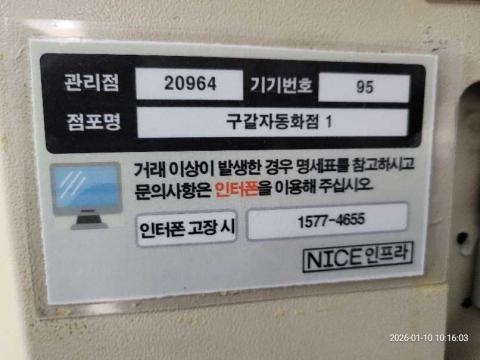 관리점 20964 기기번호 95
점포명 구갈자동화점 1
거래 이상이 발생한 경우 명세표를 참고하시고
문의사항은 인터폰을 이용해 주십시오.
인터폰 고장 시 1577-4655
NICE인프라
2026-01-10 10:16:03